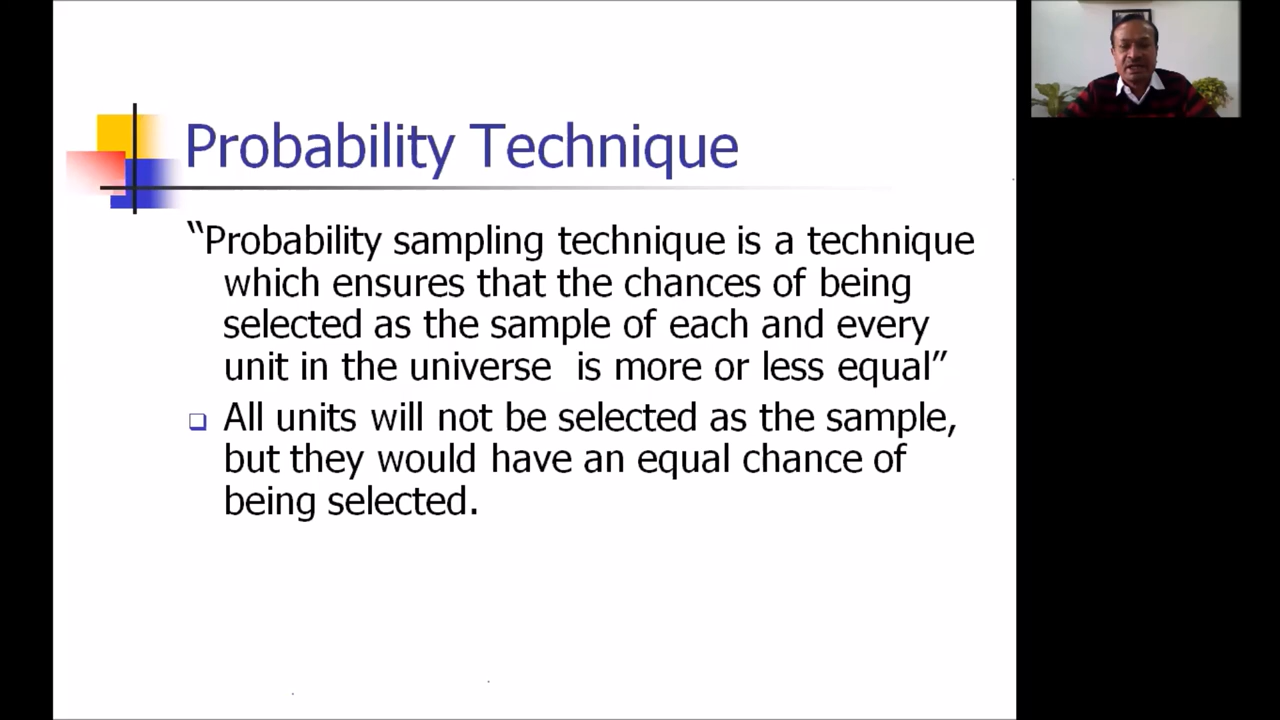 Probability Technique
“Probability sampling technique is a technique
which ensures that the chances of being
selected as the sample of each and every
unit in the universe  is more or less equal”
All units will not be selected as the sample,
but they would have an equal chance of
being selected.